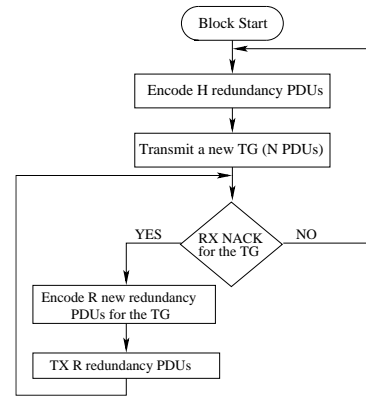 Block Start
Encode H redundancy PDUs
Transmit a new TG (N PDUs)
RX NACK
for the TG
YES
NO
Encode R new redundancy
PDUs for the TG
TX R redundancy PDUs